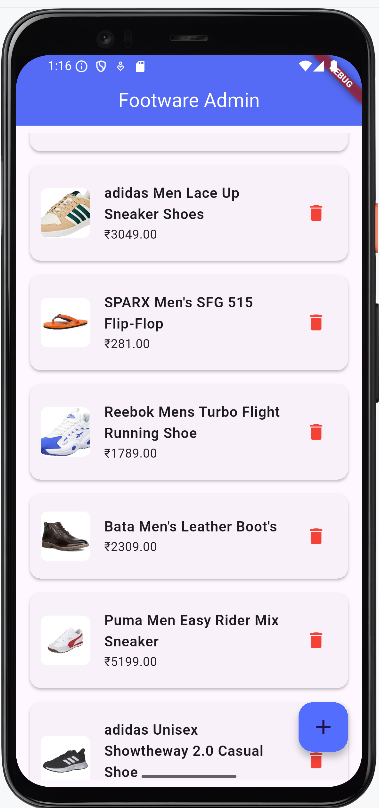 1:16
DEBUG
Footware Admin
adidas Men Lace Up
Sneaker Shoes
₹3049.00
SPARX Men's SFG 515
Flip-Flop
₹281.00
Reebok Mens Turbo Flight
Running Shoe
₹1789.00
Bata Men's Leather Boot's
₹2309.00
Puma Men Easy Rider Mix
Sneaker
₹5199.00
adidas Unisex
Showtheway 2.0 Casual
Shoe